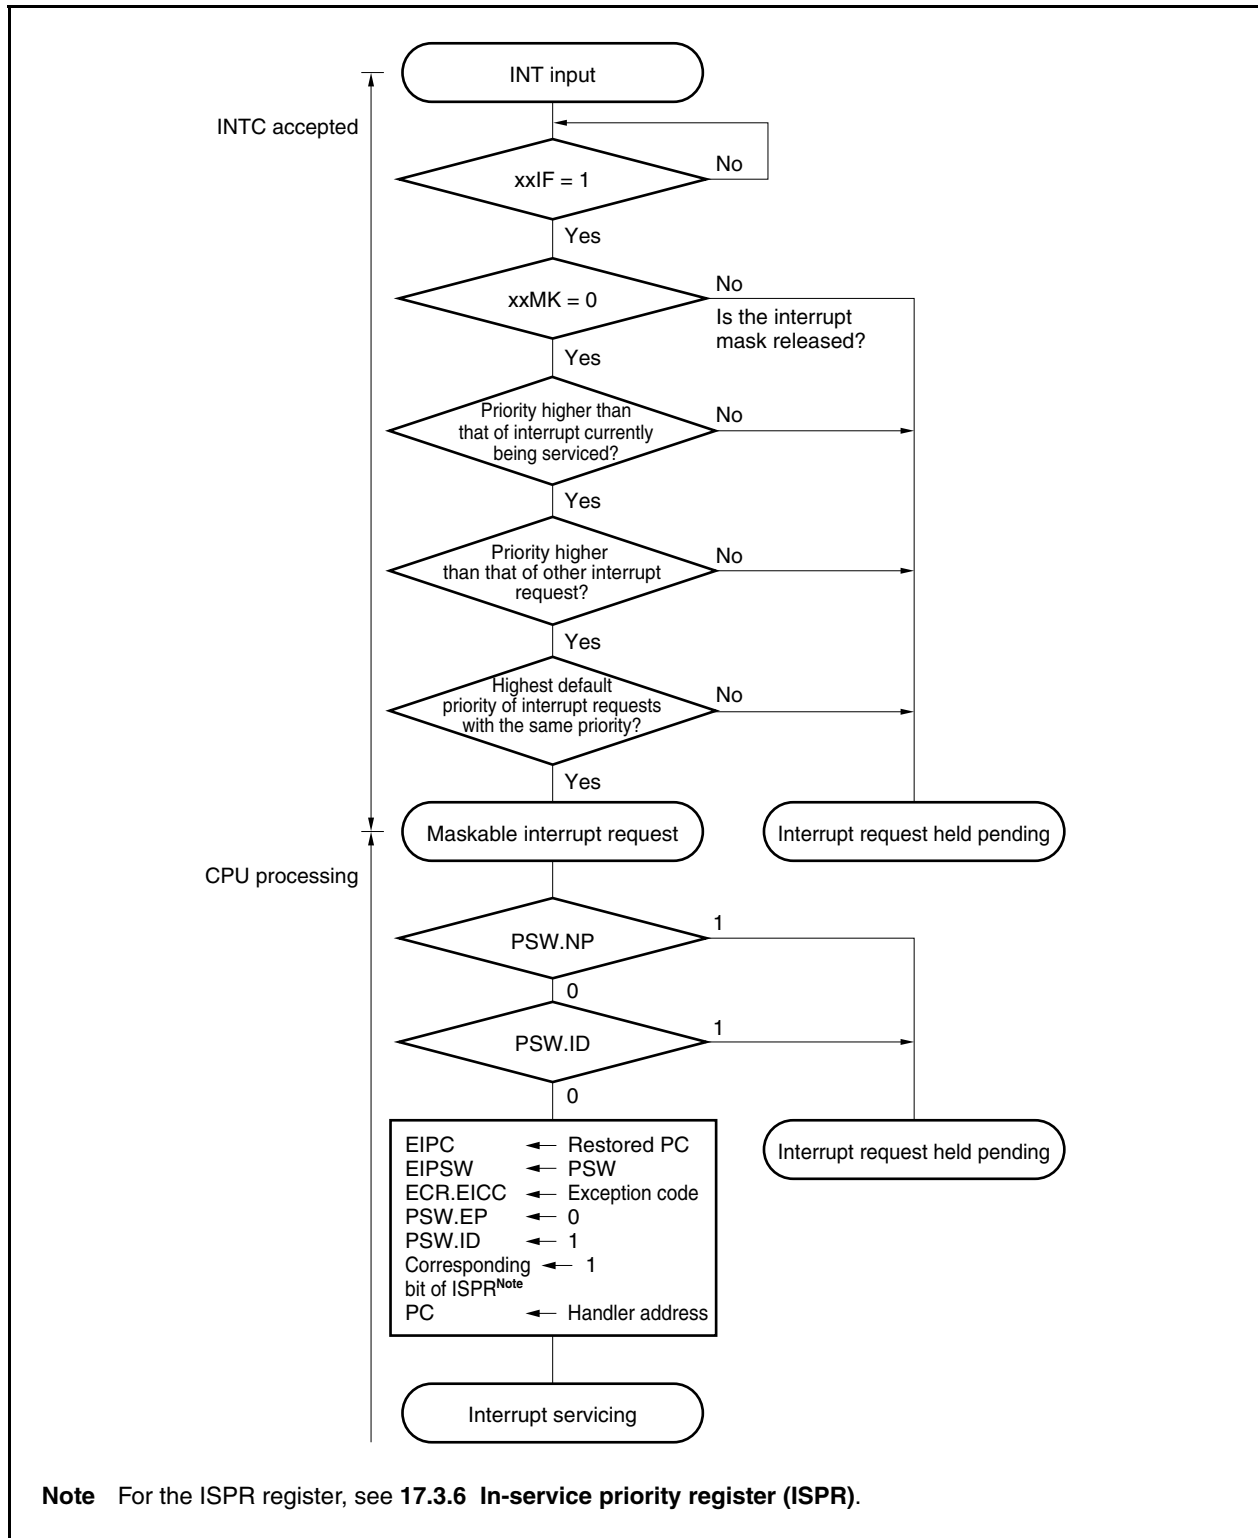 INT input
INTC accepted
xxIF = 1
No
Yes
xxMK = 0
No
Is the interrupt
mask released?
Yes
Priority higher than
that of interrupt currently
being serviced?
No
Yes
Priority higher
than that of other interrupt
request?
No
Yes
Highest default
priority of interrupt requests
with the same priority?
No
Yes
Maskable interrupt request
Interrupt request held pending
CPU processing
PSW.NP
1
0
PSW.ID
1
0
EIPC ← Restored PC
EIPSW ← PSW
ECR.EICC ← Exception code
PSW.EP ← 0
PSW.ID ← 1
Corresponding ← 1
bit of ISPRNote
PC ← Handler address
Interrupt request held pending
Interrupt servicing
Note For the ISPR register, see 17.3.6 In-service priority register (ISPR).